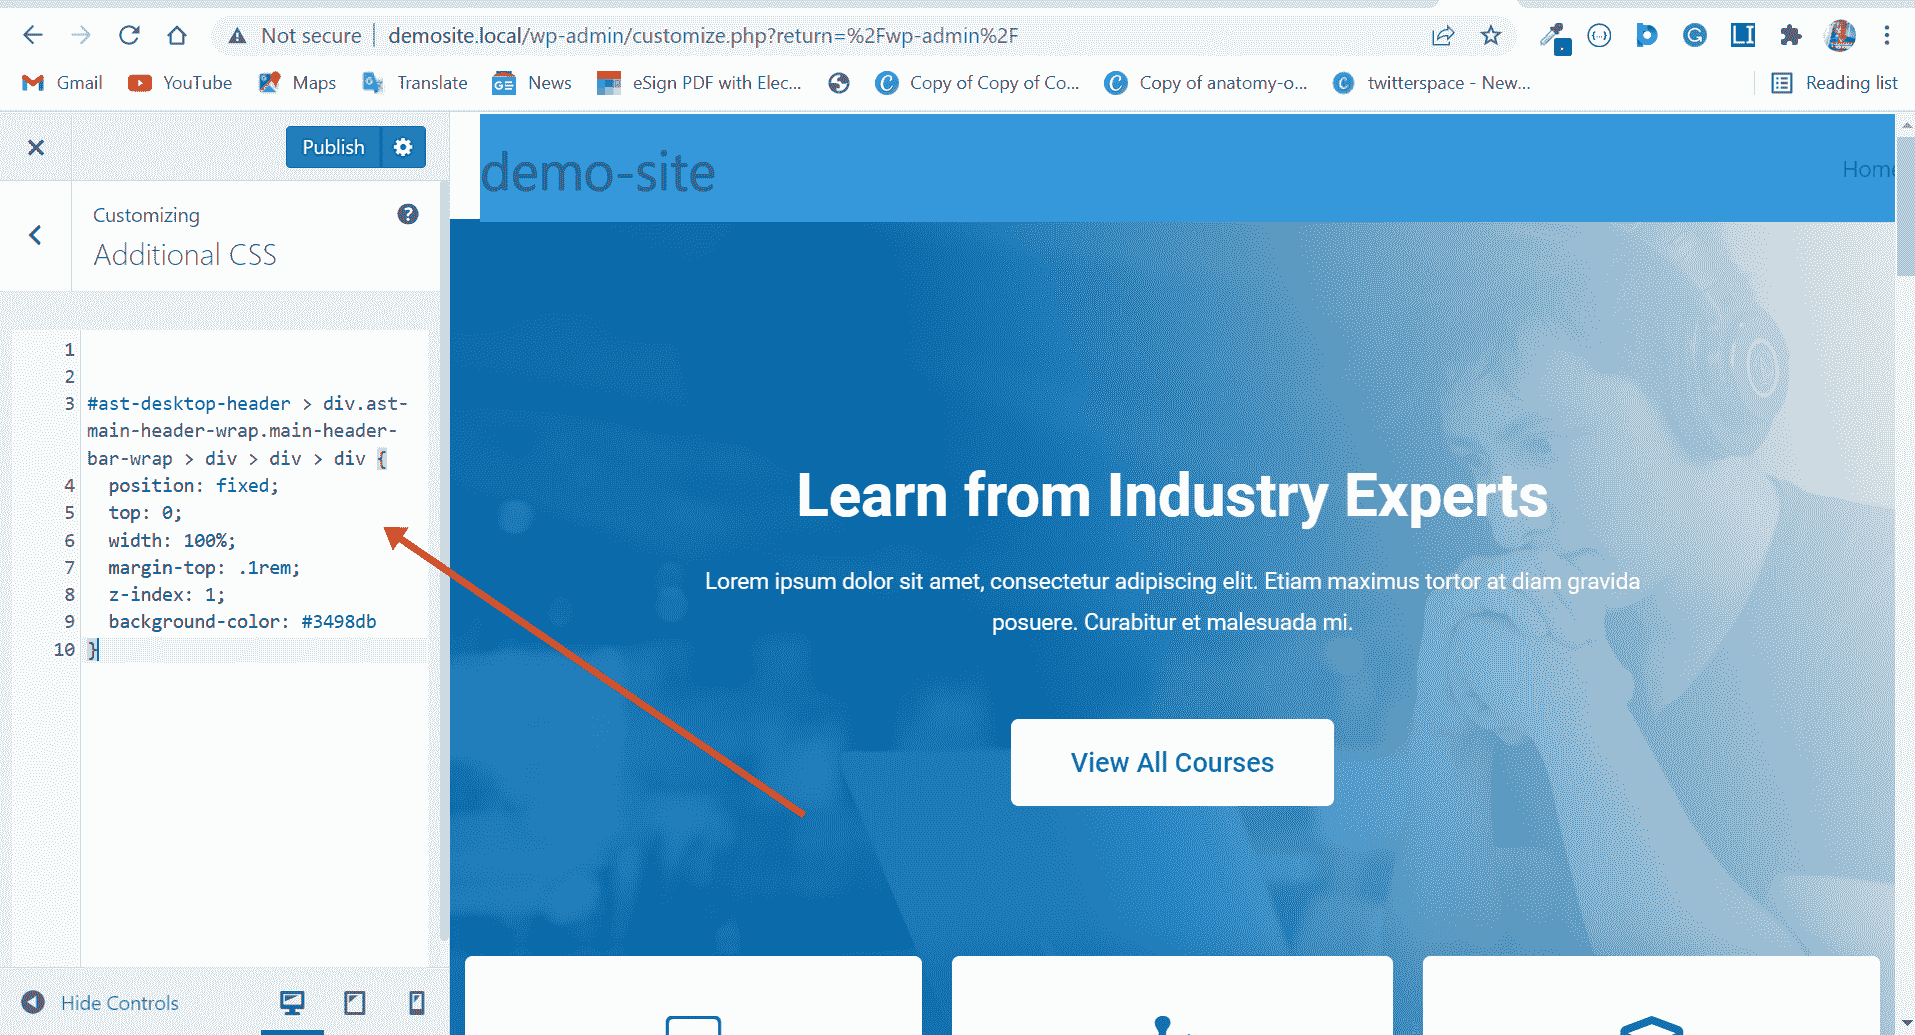 Not secure | demosite.local/wp-admin/customize.php?return=%2Fwp-admin%2F
Gmail YouTube Maps Translate News eSign PDF with Elec... Copy of Copy of Co... Copy of anatomy-o... twitterspace - New... Reading list
Publish
Customizing
Additional CSS
1
2
3 #ast-desktop-header > div.ast-
main-header-wrap.main-header-
bar-wrap > div > div > div {
4 position: fixed;
5 top: 0;
6 width: 100%;
7 margin-top: .1rem;
8 z-index: 1;
9 background-color: #3498db
10 }
Hide Controls
demo-site
Home
Learn from Industry Experts
Lorem ipsum dolor sit amet, consectetur adipiscing elit. Etiam maximus tortor at diam gravida
posuere. Curabitur et malesuada mi.
View All Courses